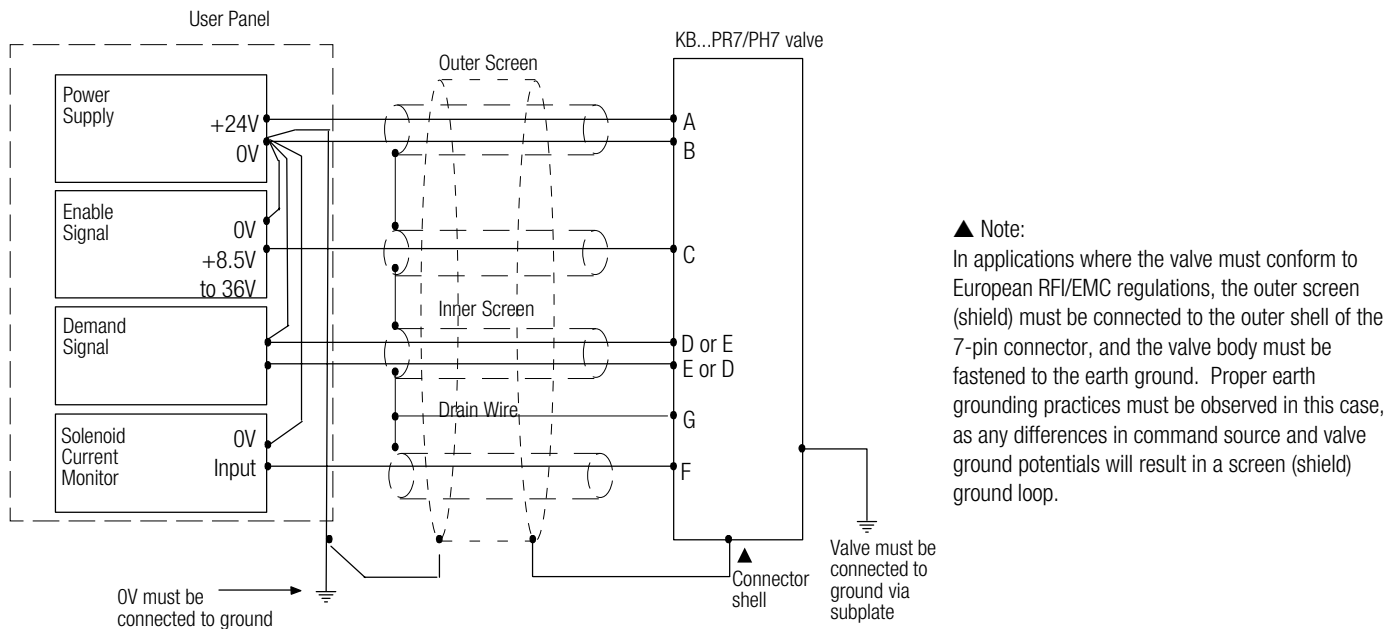 User Panel
KB...PR7/PH7 valve
Outer Screen
Power
Supply
+24V
0V
A
B
Enable
Signal
0V
+8.5V
to 36V
C
Inner Screen
Demand
Signal
D or E
E or D
Drain Wire
G
Solenoid
Current
Monitor
0V
Input
F
0V must be
connected to ground
▲
Connector
shell
Valve must be
connected to
ground via
subplate
▲ Note:
In applications where the valve must conform to
European RFI/EMC regulations, the outer screen
(shield) must be connected to the outer shell of the
7-pin connector, and the valve body must be
fastened to the earth ground. Proper earth
grounding practices must be observed in this case,
as any differences in command source and valve
ground potentials will result in a screen (shield)
ground loop.